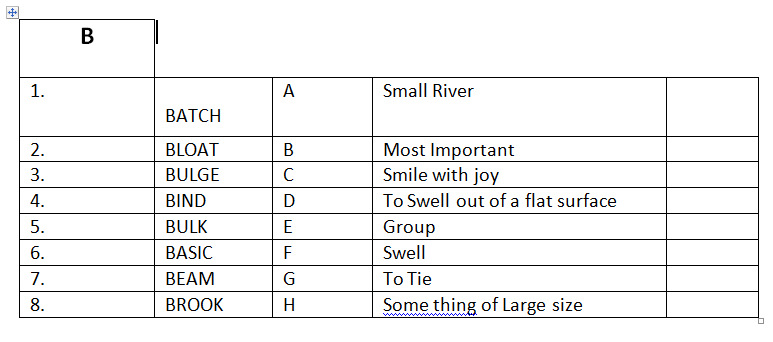 B
1. BATCH A Small River
2. BLOAT B Most Important
3. BULGE C Smile with joy
4. BIND D To Swell out of a flat surface
5. BULK E Group
6. BASIC F Swell
7. BEAM G To Tie
8. BROOK H Some thing of Large size